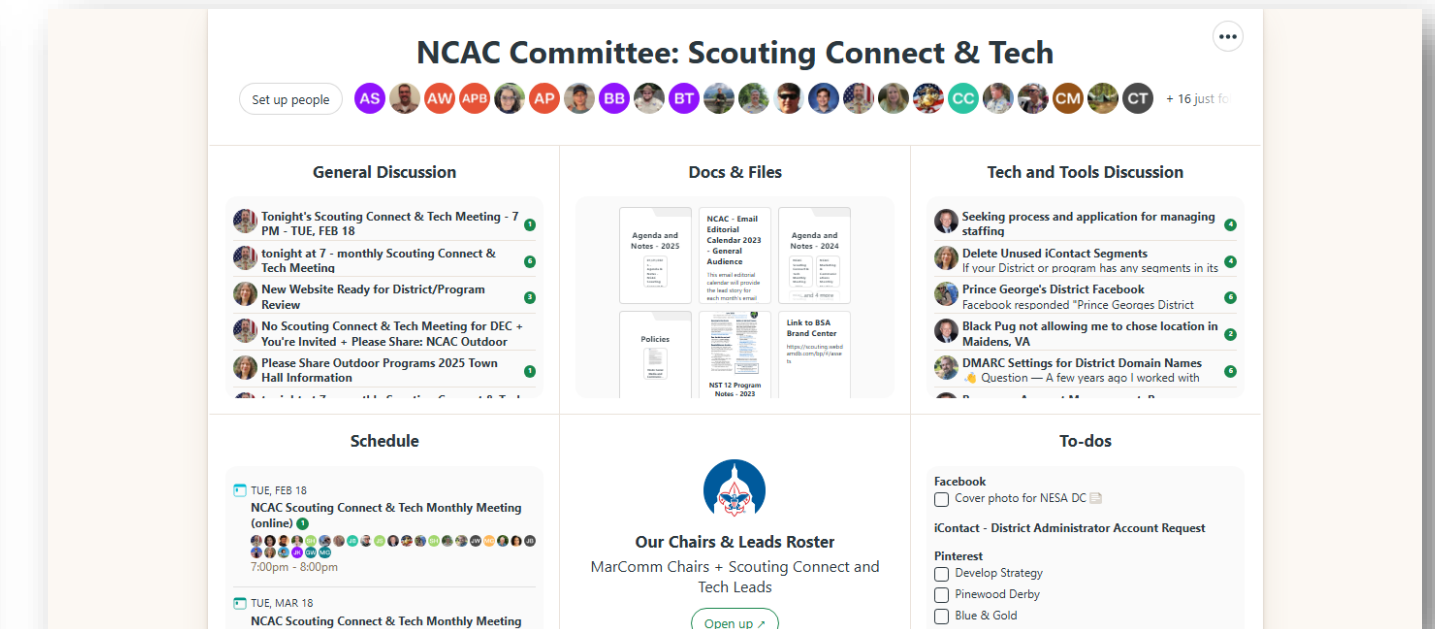 NCAC Committee: Scouting Connect & Tech
•••
Set up people
AS
AW
APB
AP
BB
BT
CC
CM
CT
+ 16 just fo
General Discussion
Tonight's Scouting Connect & Tech Meeting - 7
PM - TUE, FEB 18
1
tonight at 7 - monthly Scouting Connect &
Tech Meeting
6
New Website Ready for District/Program
Review
3
No Scouting Connect & Tech Meeting for DEC +
You're Invited + Please Share: NCAC Outdoor
Please Share Outdoor Programs 2025 Town
Hall Information
1
Docs & Files
Agenda and
Notes - 2025
NCAC - Email
Editorial
Calendar 2023
- General
Audience
This email editorial
calendar will provide
the lead story for
each month's email
Agenda and
Notes - 2024
...and 4 more
Policies
NST 12 Program
Notes - 2023
Link to BSA
Brand Center
https://scouting.webd
amdb.com/bp/#/asse
ts
Tech and Tools Discussion
Seeking process and application for managing
staffing
4
Delete Unused iContact Segments
If your District or program has any segments in its
4
Prince George's District Facebook
Facebook responded "Prince Georges District
6
Black Pug not allowing me to chose location in
Maidens, VA
2
DMARC Settings for District Domain Names
Question — A few years ago I worked with
6
Schedule
TUE, FEB 18
NCAC Scouting Connect & Tech Monthly Meeting
(online) 1
7:00pm - 8:00pm
TUE, MAR 18
NCAC Scouting Connect & Tech Monthly Meeting
Our Chairs & Leads Roster
MarComm Chairs + Scouting Connect and
Tech Leads
Open up ↗
To-dos
Facebook
Cover photo for NESA DC
iContact - District Administrator Account Request
Pinterest
Develop Strategy
Pinewood Derby
Blue & Gold